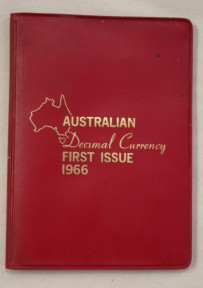 AUSTRALIAN
Decimal Currency
FIRST ISSUE
1966